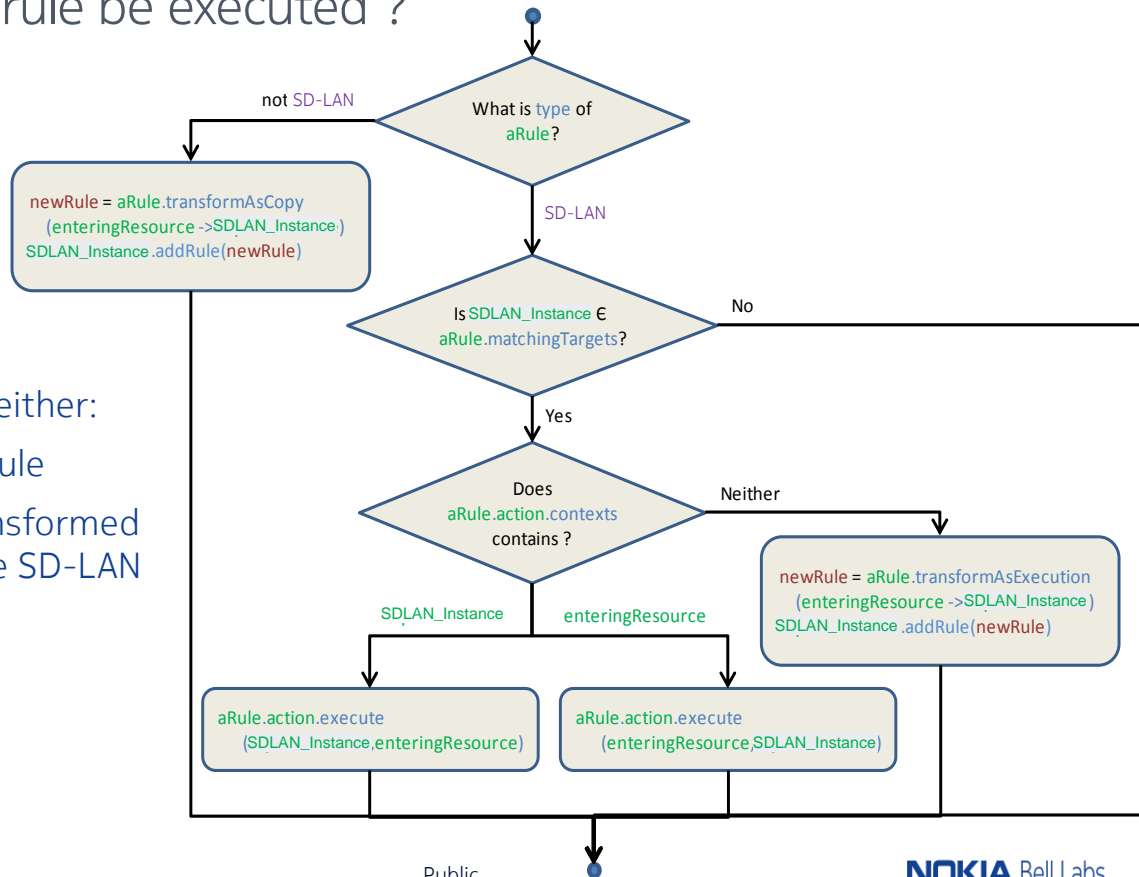 rule be executed ?
What is type of
aRule?
not SD-LAN
SD-LAN
newRule = aRule.transformAsCopy
(enteringResource ->SDLAN_Instance )
SDLAN_Instance .addRule(newRule)
Is SDLAN_Instance Є
aRule.matchingTargets?
No
Yes
either:
ule
nsformed
e SD-LAN
Does
aRule.action.contexts
contains ?
Neither
newRule = aRule.transformAsExecution
(enteringResource ->SDLAN_Instance )
SDLAN_Instance .addRule(newRule)
SDLAN_Instance
enteringResource
aRule.action.execute
(SDLAN_Instance,enteringResource)
aRule.action.execute
(enteringResource,SDLAN_Instance)
Public
NOKIA Bell Labs